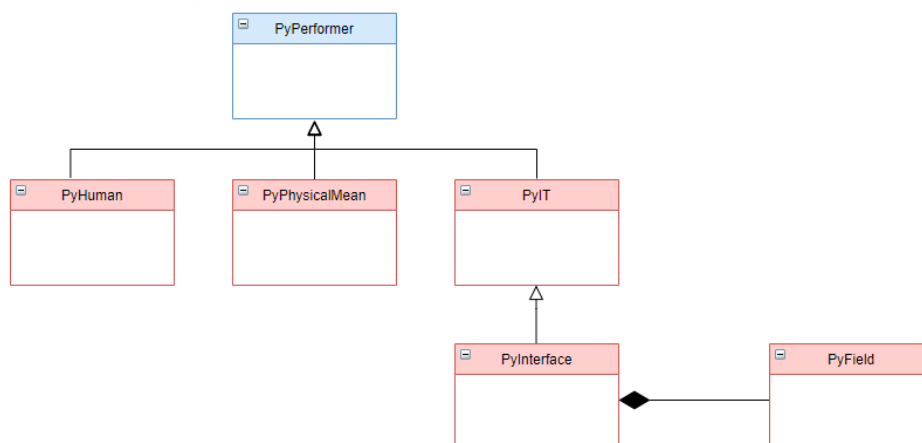 PyPerformer
PyHuman
PyPhysicalMean
PyIT
PyInterface
PyField